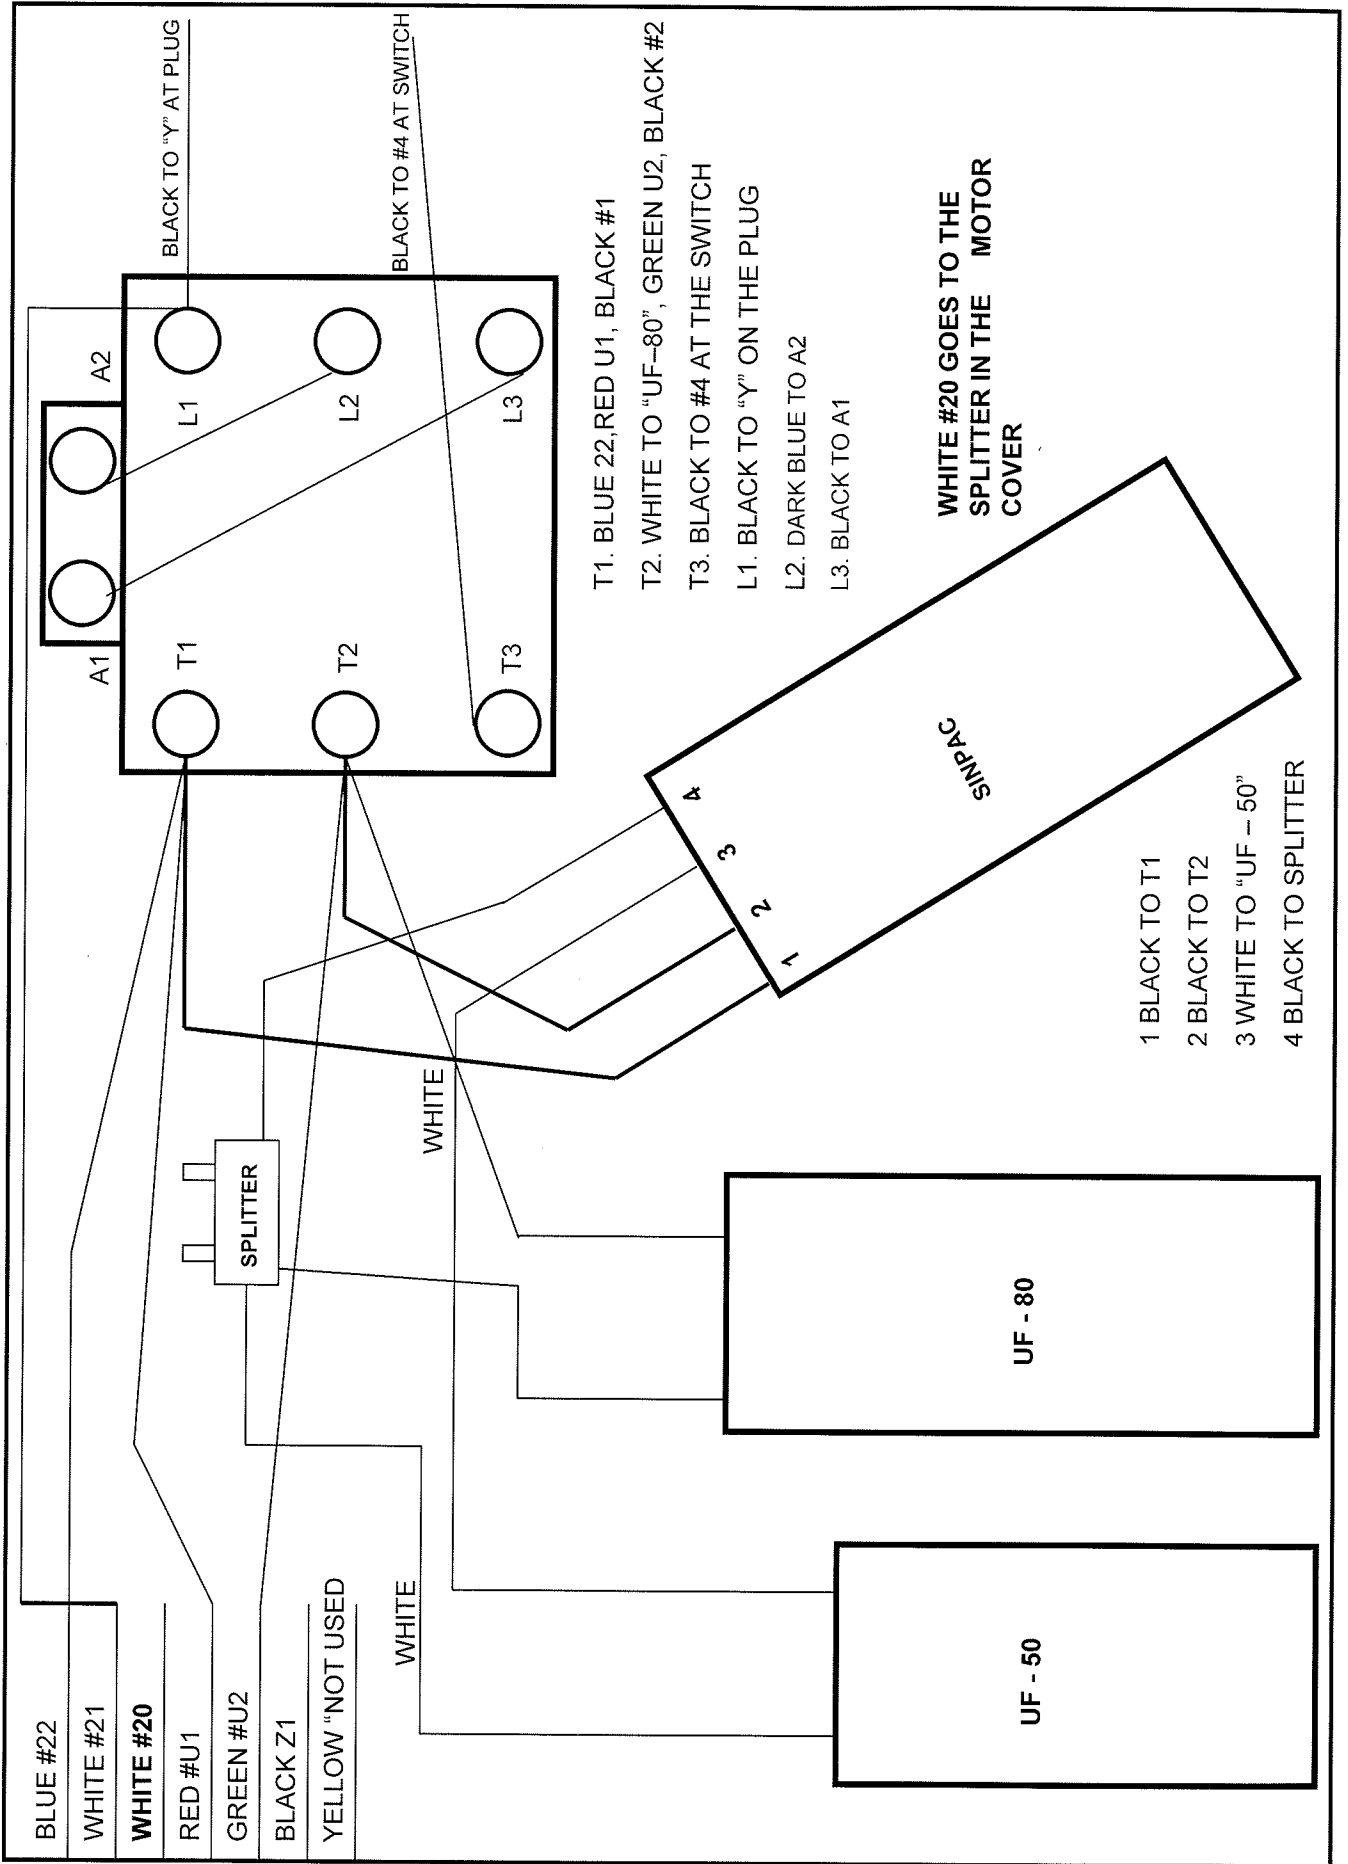 BLUE #22
WHITE #21
WHITE #20
RED #U1
GREEN #U2
BLACK Z1
YELLOW "NOT USED
WHITE
WHITE
SPLITTER
UF - 50
UF - 80
A1
A2
T1
T2
T3
L1
L2
L3
BLACK TO "Y" AT PLUG
BLACK TO #4 AT SWITCH
T1. BLUE 22,RED U1, BLACK #1
T2. WHITE TO "UF–80", GREEN U2, BLACK #2
T3. BLACK TO #4 AT THE SWITCH
L1. BLACK TO "Y" ON THE PLUG
L2. DARK BLUE TO A2
L3. BLACK TO A1
WHITE #20 GOES TO THE
SPLITTER IN THE MOTOR
COVER
1
2
3
4
SINPAC
1 BLACK TO T1
2 BLACK TO T2
3 WHITE TO "UF – 50"
4 BLACK TO SPLITTER